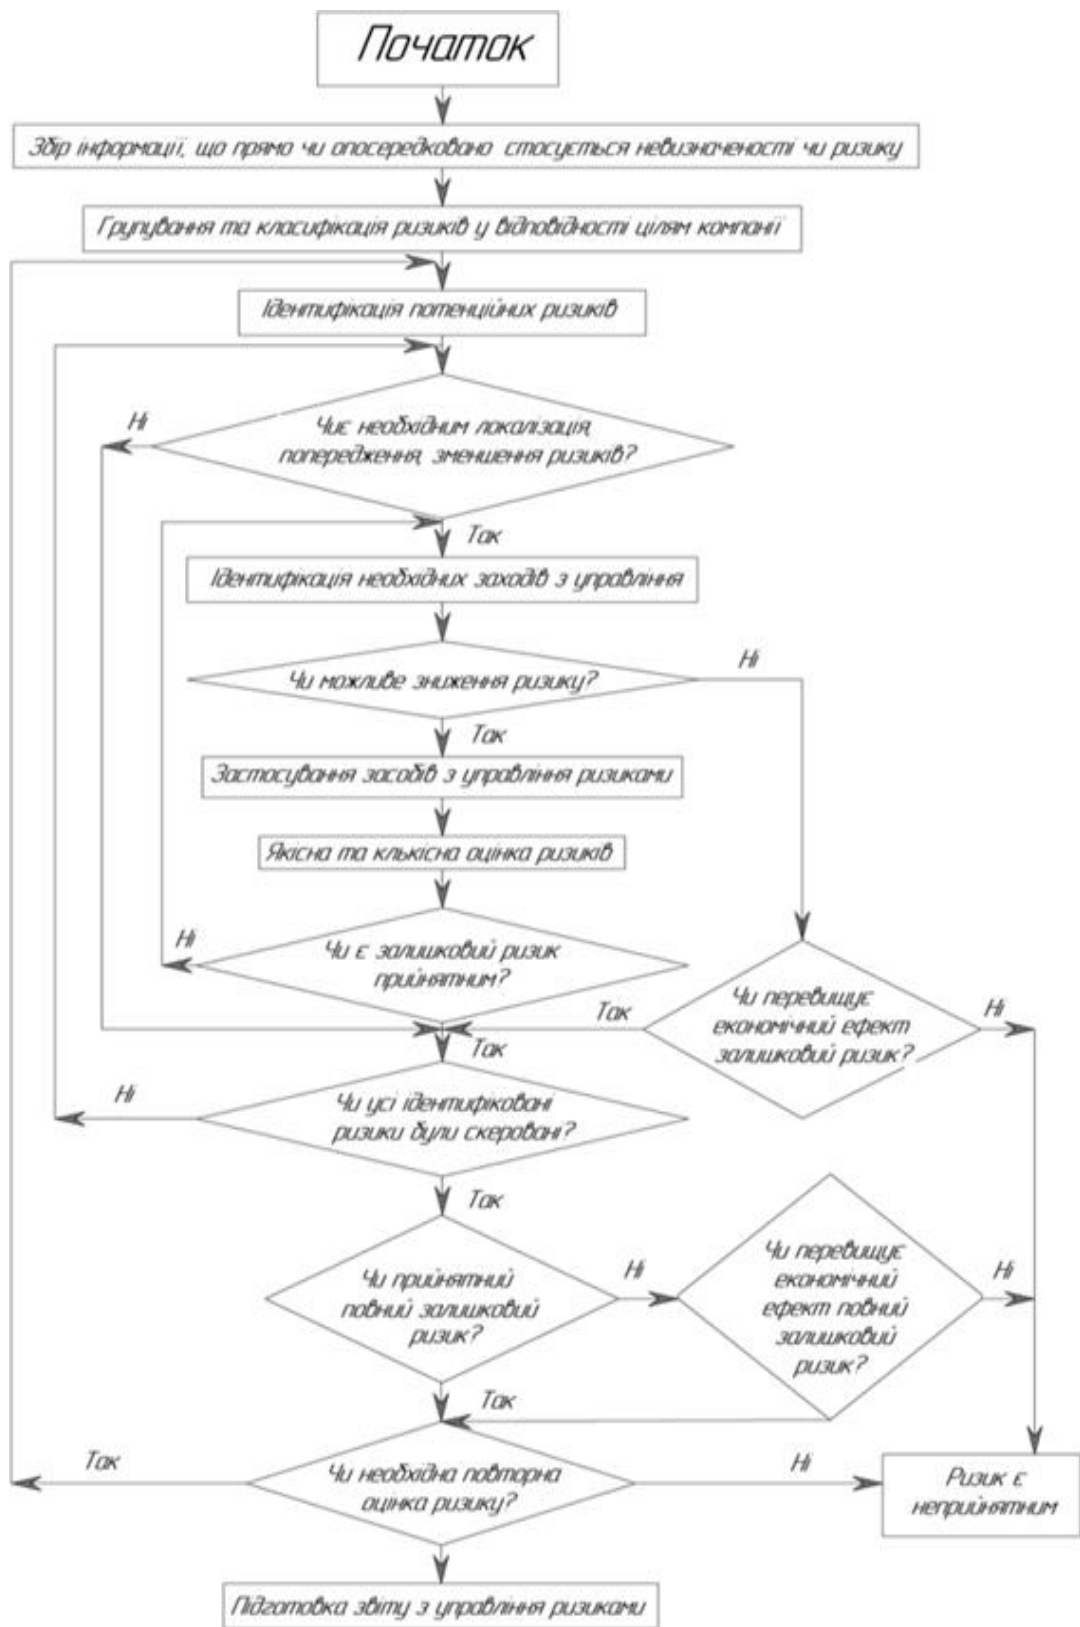 Початок
Збір інформації, що прямо чи опосередковано стосується невизначеності чи ризику
Групування та класифікація ризиків у відповідності цілям компанії
Ідентифікація потенційних ризиків
Ні
Чиє необхідним локалізація,
попередження, зменшення ризиків?
Так
Ідентифікація необхідних заходів з управління
Ні
Чи можливе зниження ризику?
Так
Застосування засобів з управління ризиками
Якісна та клькісна оцінка ризиків
Ні
Чи є залишковий ризик
прийнятним?
Так
Чи перевищує
економічний ефект
залишковий ризик?
Ні
Так
Ні
Чи усі ідентифіковані
ризики були скеровані?
Так
Чи прийнятний
повний залишковий
ризик?
Ні
Чи перевищує
економічний
ефект повний
залишковий
ризик?
Ні
Так
Так
Чи необхідна повторна
оцінка ризику?
Ні
Ризик є
неприйнятним
Підготовка звіту з управління ризиками